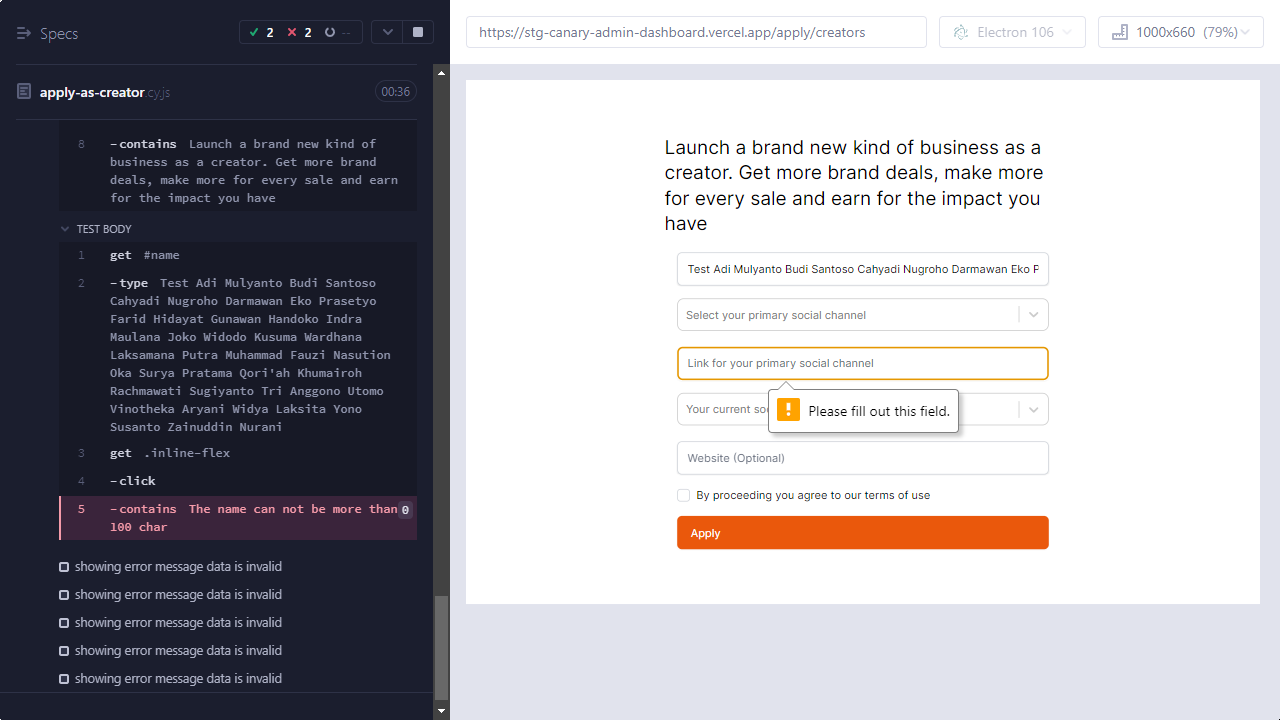 Specs
2
2
--
apply-as-creator.cy.js
00:36
8 -contains Launch a brand new kind of
business as a creator. Get more brand
deals, make more for every sale and earn
for the impact you have
TEST BODY
1 get #name
2 -type Test Adi Mulyanto Budi Santoso
Cahyadi Nugroho Darmawan Eko Prasetyo
Farid Hidayat Gunawan Handoko Indra
Maulana Joko Widodo Kusuma Wardhana
Laksamana Putra Muhammad Fauzi Nasution
Oka Surya Pratama Qori'ah Khumairoh
Rachmawati Sugiyanto Tri Anggono Utomo
Vinotheka Aryani Widya Laksita Yono
Susanto Zainuddin Nurani
3 get .inline-flex
4 -click
5 -contains The name can not be more than 0
100 char
showing error message data is invalid
showing error message data is invalid
showing error message data is invalid
showing error message data is invalid
showing error message data is invalid
https://stg-canary-admin-dashboard.vercel.app/apply/creators
Electron 106
1000x660 (79%)
Launch a brand new kind of business as a
creator. Get more brand deals, make more
for every sale and earn for the impact you
have
Test Adi Mulyanto Budi Santoso Cahyadi Nugroho Darmawan Eko P
Select your primary social channel
Link for your primary social channel
Your current so
Please fill out this field.
Website (Optional)
By proceeding you agree to our terms of use
Apply